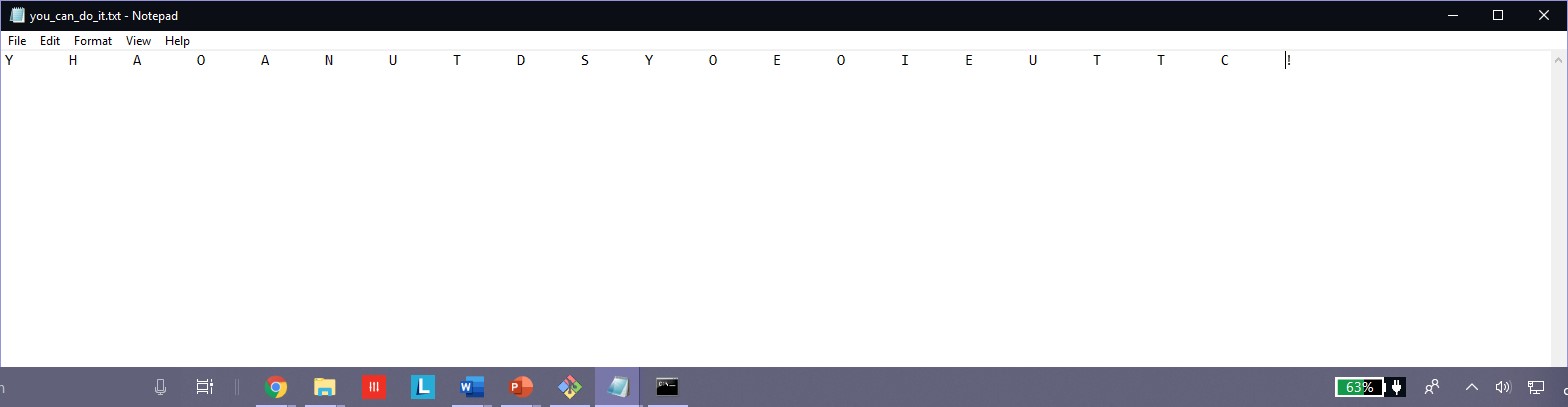 you_can_do_it.txt - Notepad
File Edit Format View Help
Y H A O A N U T D S Y O E O I E U T T C !
63%